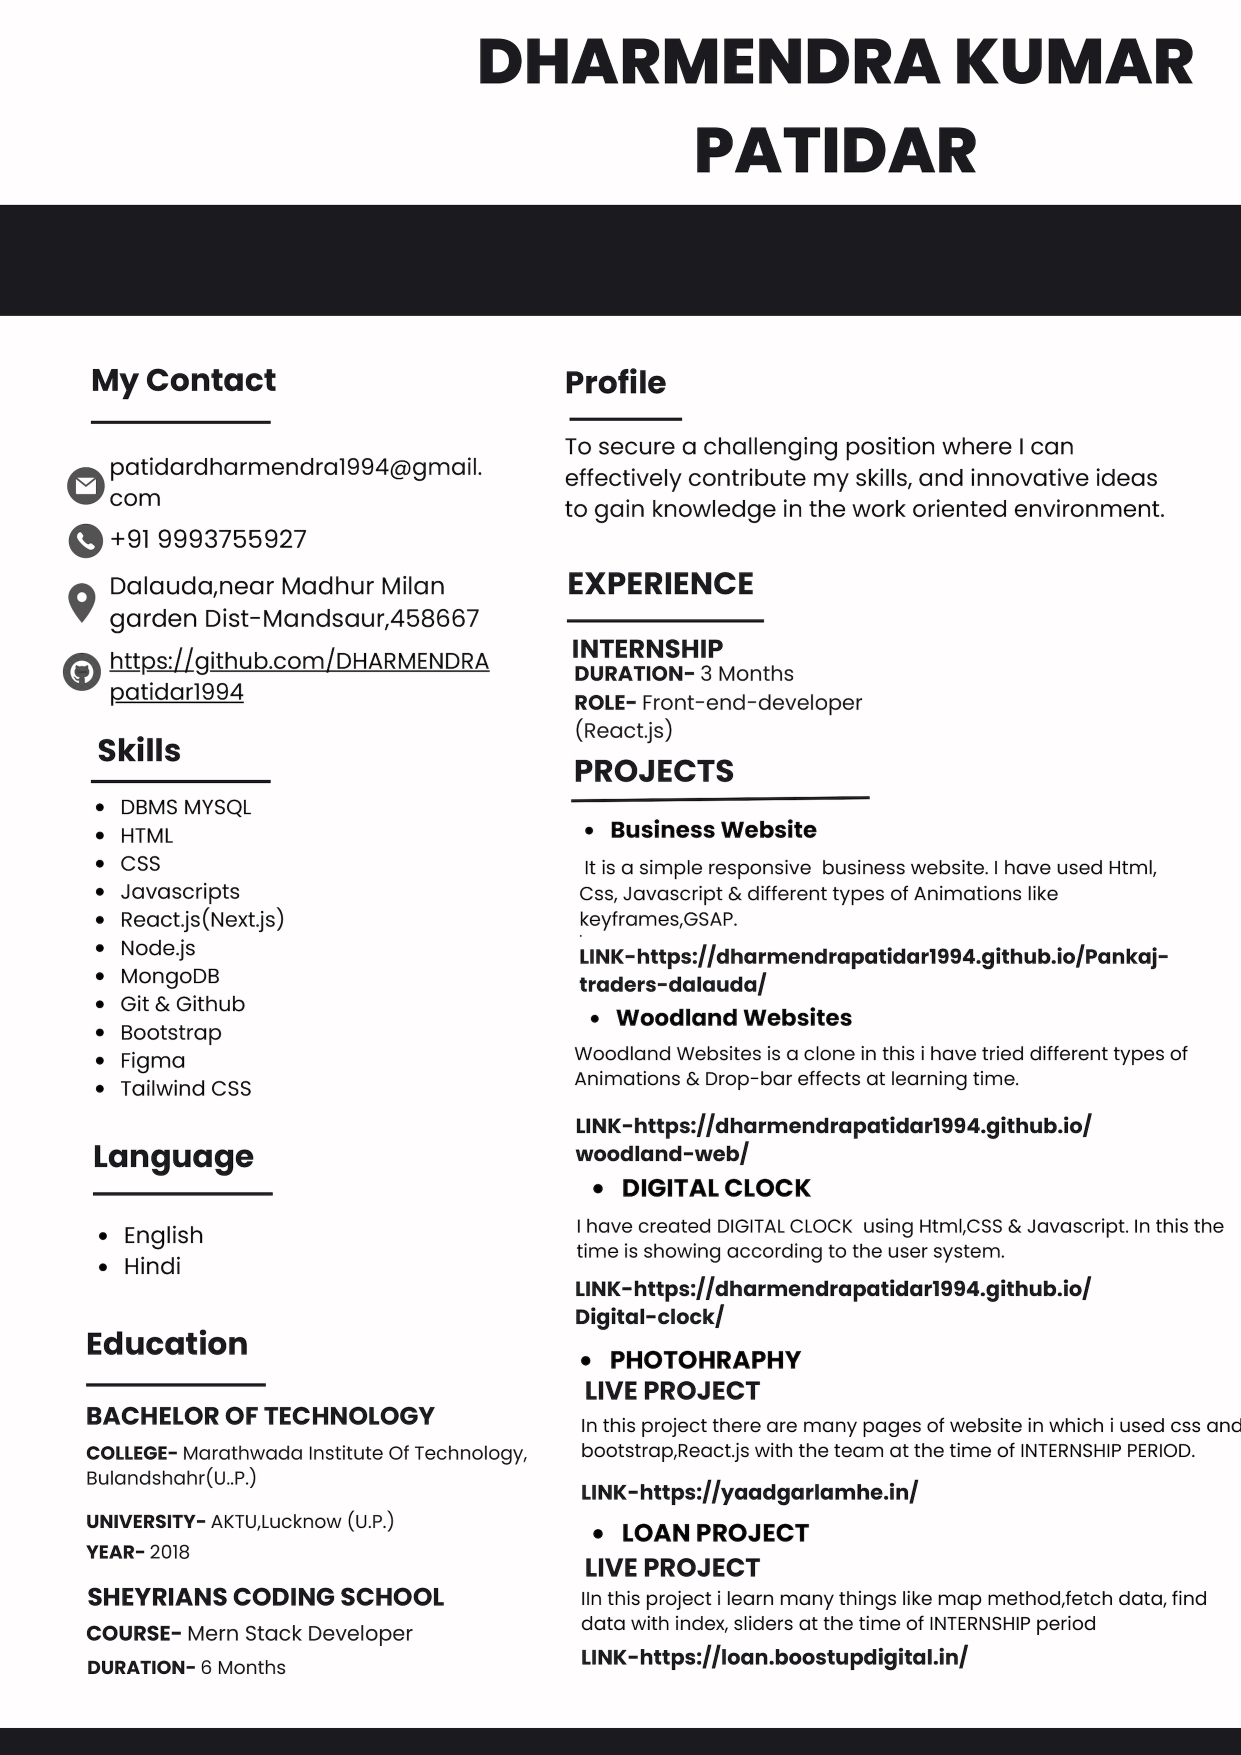 DHARMENDRA KUMAR
PATIDAR
My Contact
patidardharmendra1994@gmail.
com
+91 9993755927
Dalauda,near Madhur Milan
garden Dist-Mandsaur,458667
https://github.com/DHARMENDRA
patidar1994
Skills
• DBMS MYSQL
• HTML
• CSS
• Javascripts
• React.js(Next.js)
• Node.js
• MongoDB
• Git & Github
• Bootstrap
• Figma
• Tailwind CSS
Language
• English
• Hindi
Education
BACHELOR OF TECHNOLOGY
COLLEGE- Marathwada Institute Of Technology,
Bulandshahr(U..P.)
UNIVERSITY- AKTU,Lucknow (U.P.)
YEAR- 2018
SHEYRIANS CODING SCHOOL
COURSE- Mern Stack Developer
DURATION- 6 Months
Profile
To secure a challenging position where I can
effectively contribute my skills, and innovative ideas
to gain knowledge in the work oriented environment.
EXPERIENCE
INTERNSHIP
DURATION- 3 Months
ROLE- Front-end-developer
(React.js)
PROJECTS
• Business Website
It is a simple responsive  business website. I have used Html,
Css, Javascript & different types of Animations like
keyframes,GSAP.
.
LINK-https://dharmendrapatidar1994.github.io/Pankaj-
traders-dalauda/
• Woodland Websites
Woodland Websites is a clone in this i have tried different types of
Animations & Drop-bar effects at learning time.
LINK-https://dharmendrapatidar1994.github.io/
woodland-web/
• DIGITAL CLOCK
I have created DIGITAL CLOCK  using Html,CSS & Javascript. In this the
time is showing according to the user system.
LINK-https://dharmendrapatidar1994.github.io/
Digital-clock/
• PHOTOHRAPHY
LIVE PROJECT
In this project there are many pages of website in which i used css and
bootstrap,React.js with the team at the time of INTERNSHIP PERIOD.
LINK-https://yaadgarlamhe.in/
• LOAN PROJECT
LIVE PROJECT
IIn this project i learn many things like map method,fetch data, find
data with index, sliders at the time of INTERNSHIP period
LINK-https://loan.boostupdigital.in/